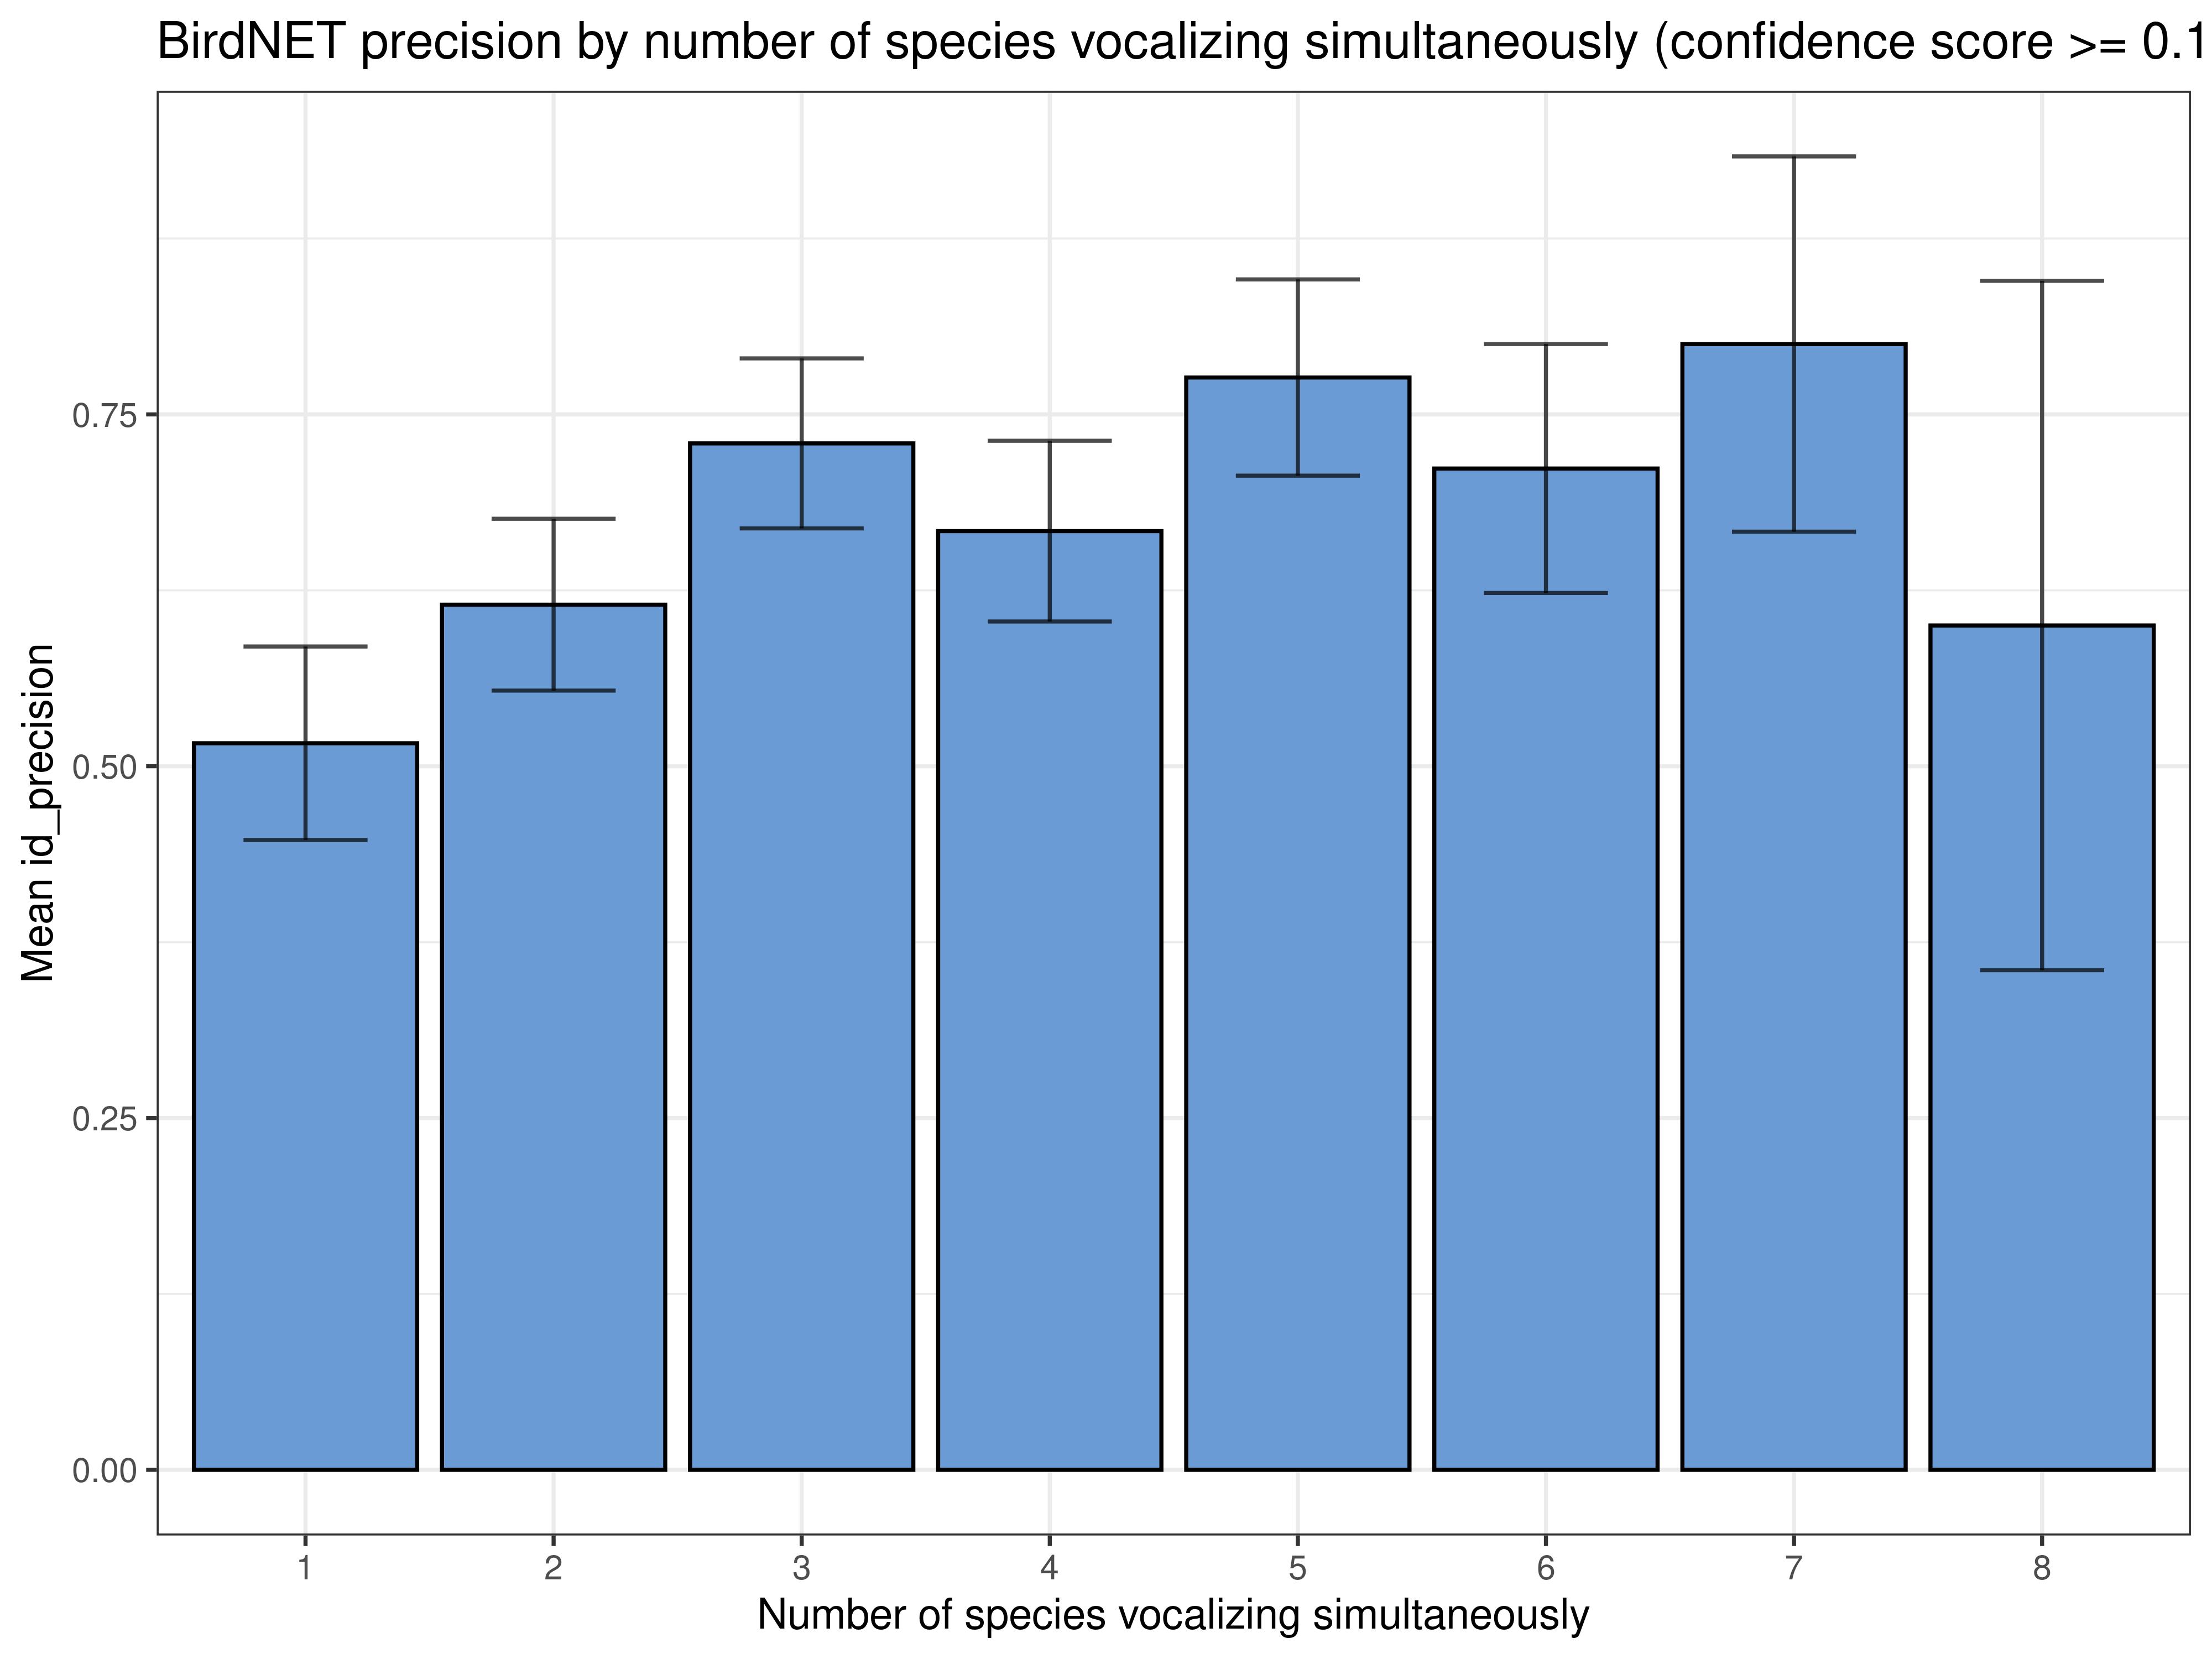 BirdNET precision by number of species vocalizing simultaneously (confidence score >= 0.1
Mean id_precision
0.75
0.50
0.25
0.00
1 2 3 4 5 6 7 8
Number of species vocalizing simultaneously